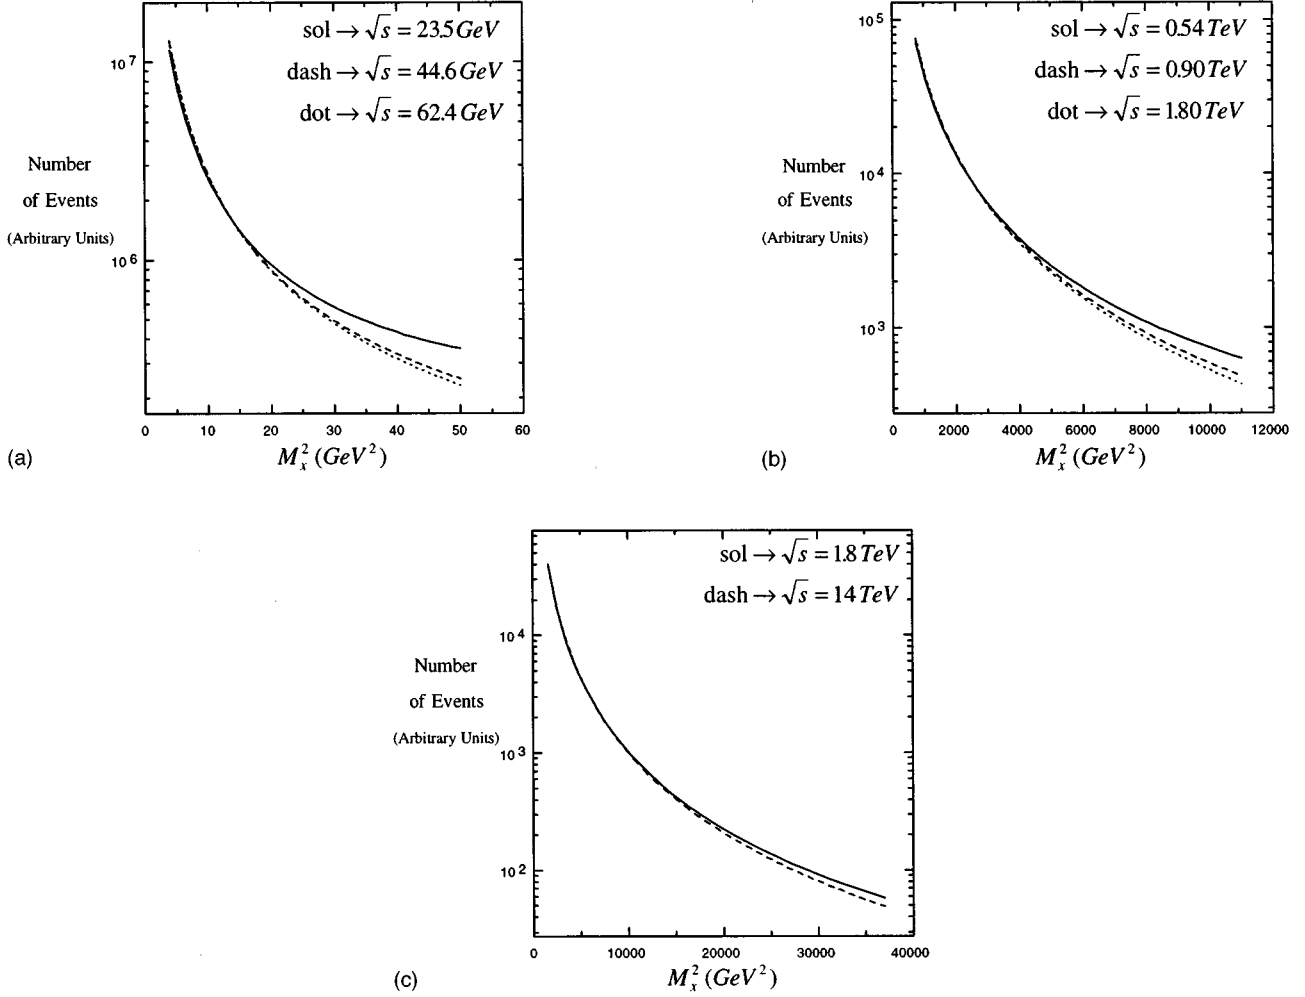 sol → √s = 23.5 GeV
dash → √s = 44.6 GeV
dot → √s = 62.4 GeV
10^7
10^6
Number
of Events
(Arbitrary Units)
0 10 20 30 40 50 60
M_x^2 (GeV^2)
(a)
sol → √s = 0.54 TeV
dash → √s = 0.90 TeV
dot → √s = 1.80 TeV
10^5
10^4
10^3
Number
of Events
(Arbitrary Units)
0 2000 4000 6000 8000 10000 12000
M_x^2 (GeV^2)
(b)
sol → √s = 1.8 TeV
dash → √s = 14 TeV
10^4
10^3
10^2
Number
of Events
(Arbitrary Units)
0 10000 20000 30000 40000
M_x^2 (GeV^2)
(c)